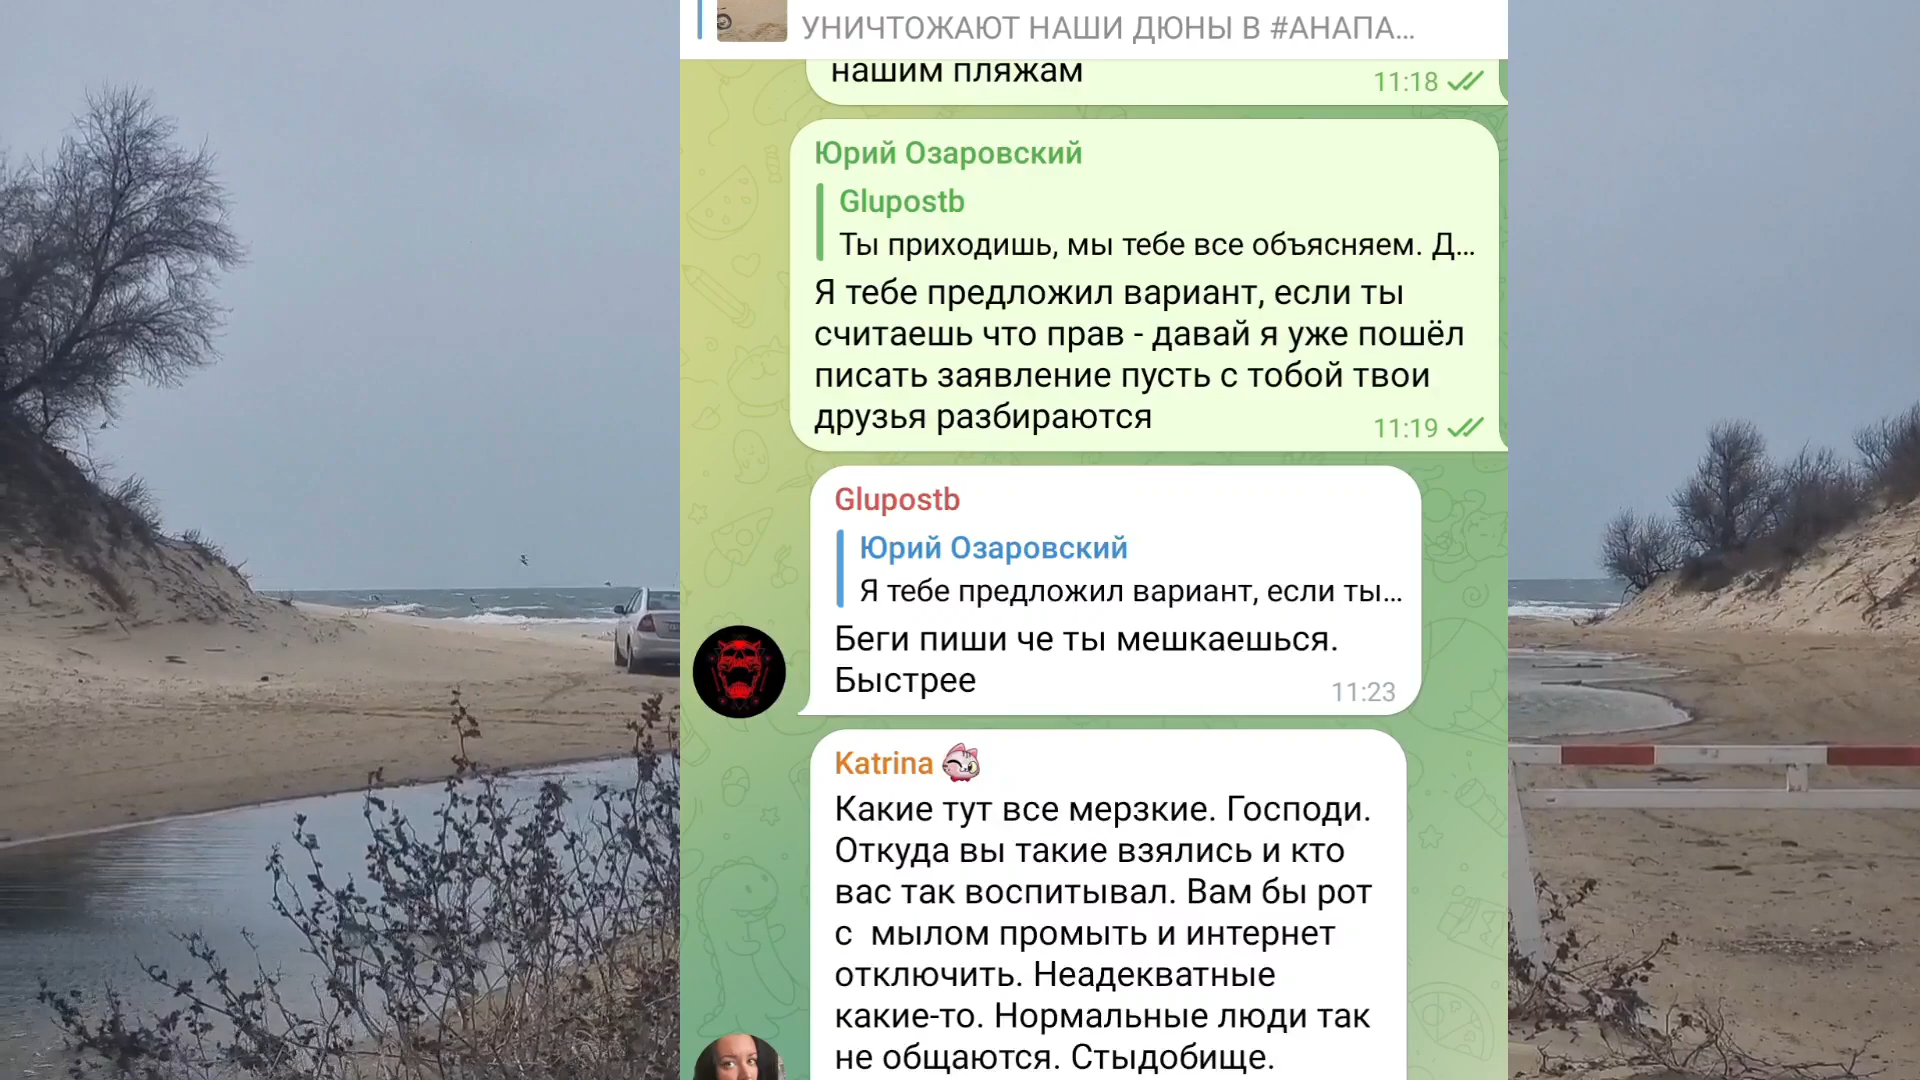 УНИЧТОЖАЮТ НАШИ ДЮНЫ В #АНАПА...
нашим пляжам
11:18
Юрий Озаровский
Glupostb
Ты приходишь, мы тебе все объясняем. Д...
Я тебе предложил вариант, если ты
считаешь что прав - давай я уже пошёл
писать заявление пусть с тобой твои
друзья разбираются
11:19
Glupostb
Юрий Озаровский
Я тебе предложил вариант, если ты...
Беги пиши че ты мешкаешься.
Быстрее
11:23
Katrina
Какие тут все мерзкие. Господи.
Откуда вы такие взялись и кто
вас так воспитывал. Вам бы рот
с мылом промыть и интернет
отключить. Неадекватные
какие-то. Нормальные люди так
не общаются. Стыдобище.